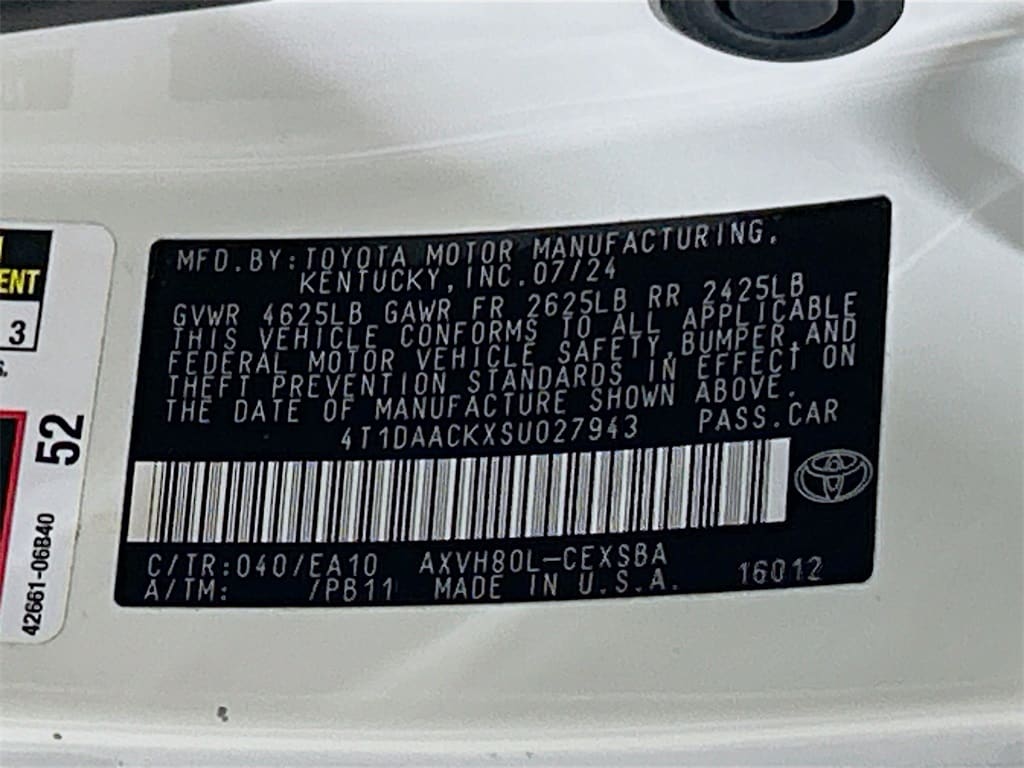 MFD.BY:TOYOTA MOTOR MANUFACTURING,
KENTUCKY,INC.07/24
GVWR 4625LB GAWR FR 2625LB RR 2425LB
THIS VEHICLE CONFORMS TO ALL APPLICABLE
FEDERAL MOTOR VEHICLE SAFETY,BUMPER,AND
THEFT PREVENTION STANDARDS IN EFFECT ON
THE DATE OF MANUFACTURE SHOWN ABOVE.
4T1DAACKXSU027943 PASS.CAR
C/TR:040/EA10 AXVH80L-CEXSBA
A/TM: /PB11 MADE IN U.S.A. 16012
ENT
3
52
42661-06B40